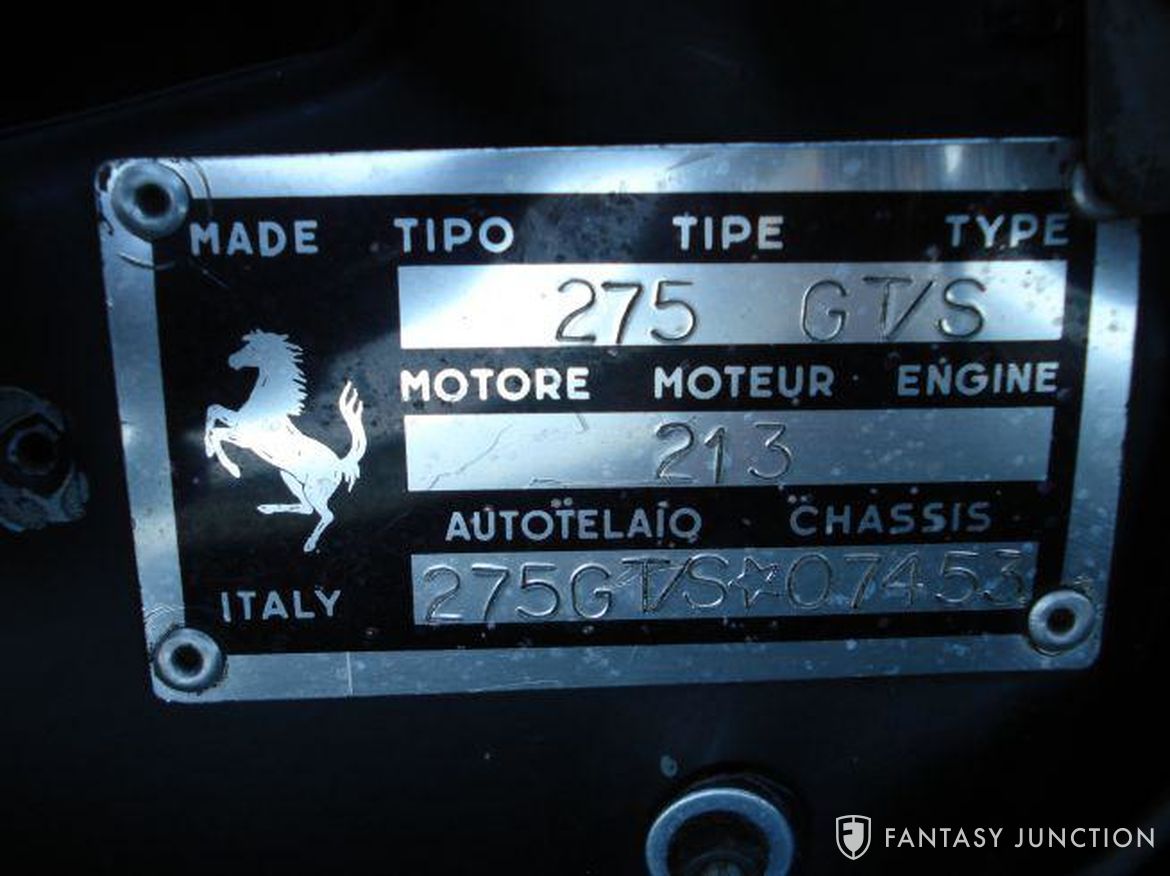 MADE TIPO TIPE TYPE
275 GT/S
MOTORE MOTEUR · ENGINE
213
AUTOTELAIO · CHASSIS
275GT/S☆07453
ITALY
FANTASY JUNCTION